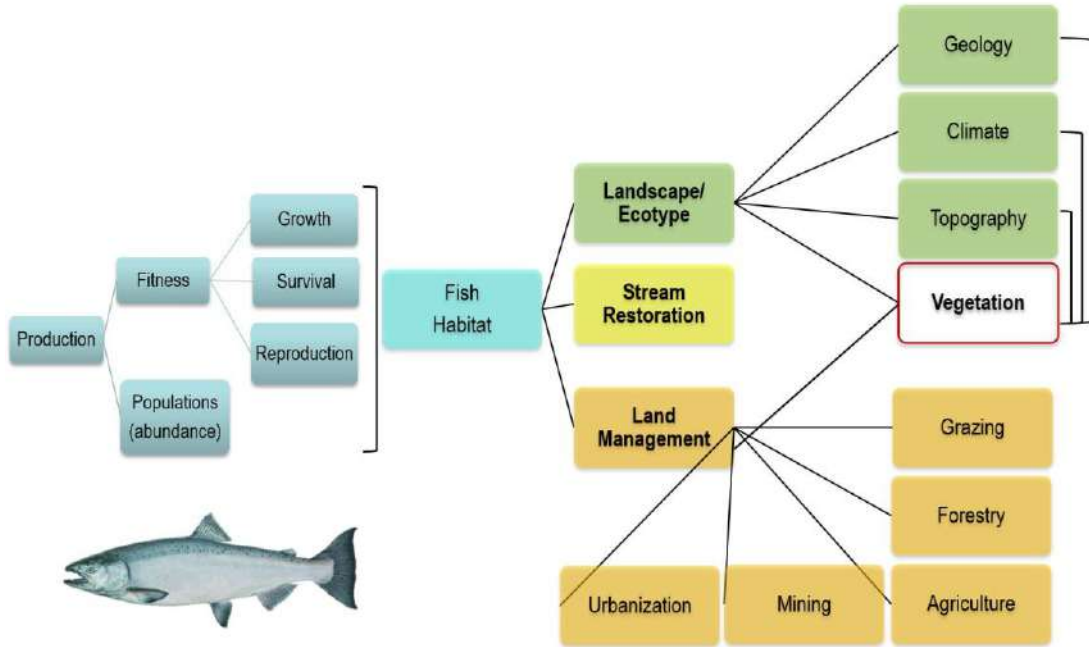 Geology
Climate
Landscape/
Ecotype
Growth
Topography
Fitness
Survival
Fish
Habitat
Stream
Restoration
Vegetation
Production
Reproduction
Populations
(abundance)
Land
Management
Grazing
Forestry
Urbanization
Mining
Agriculture